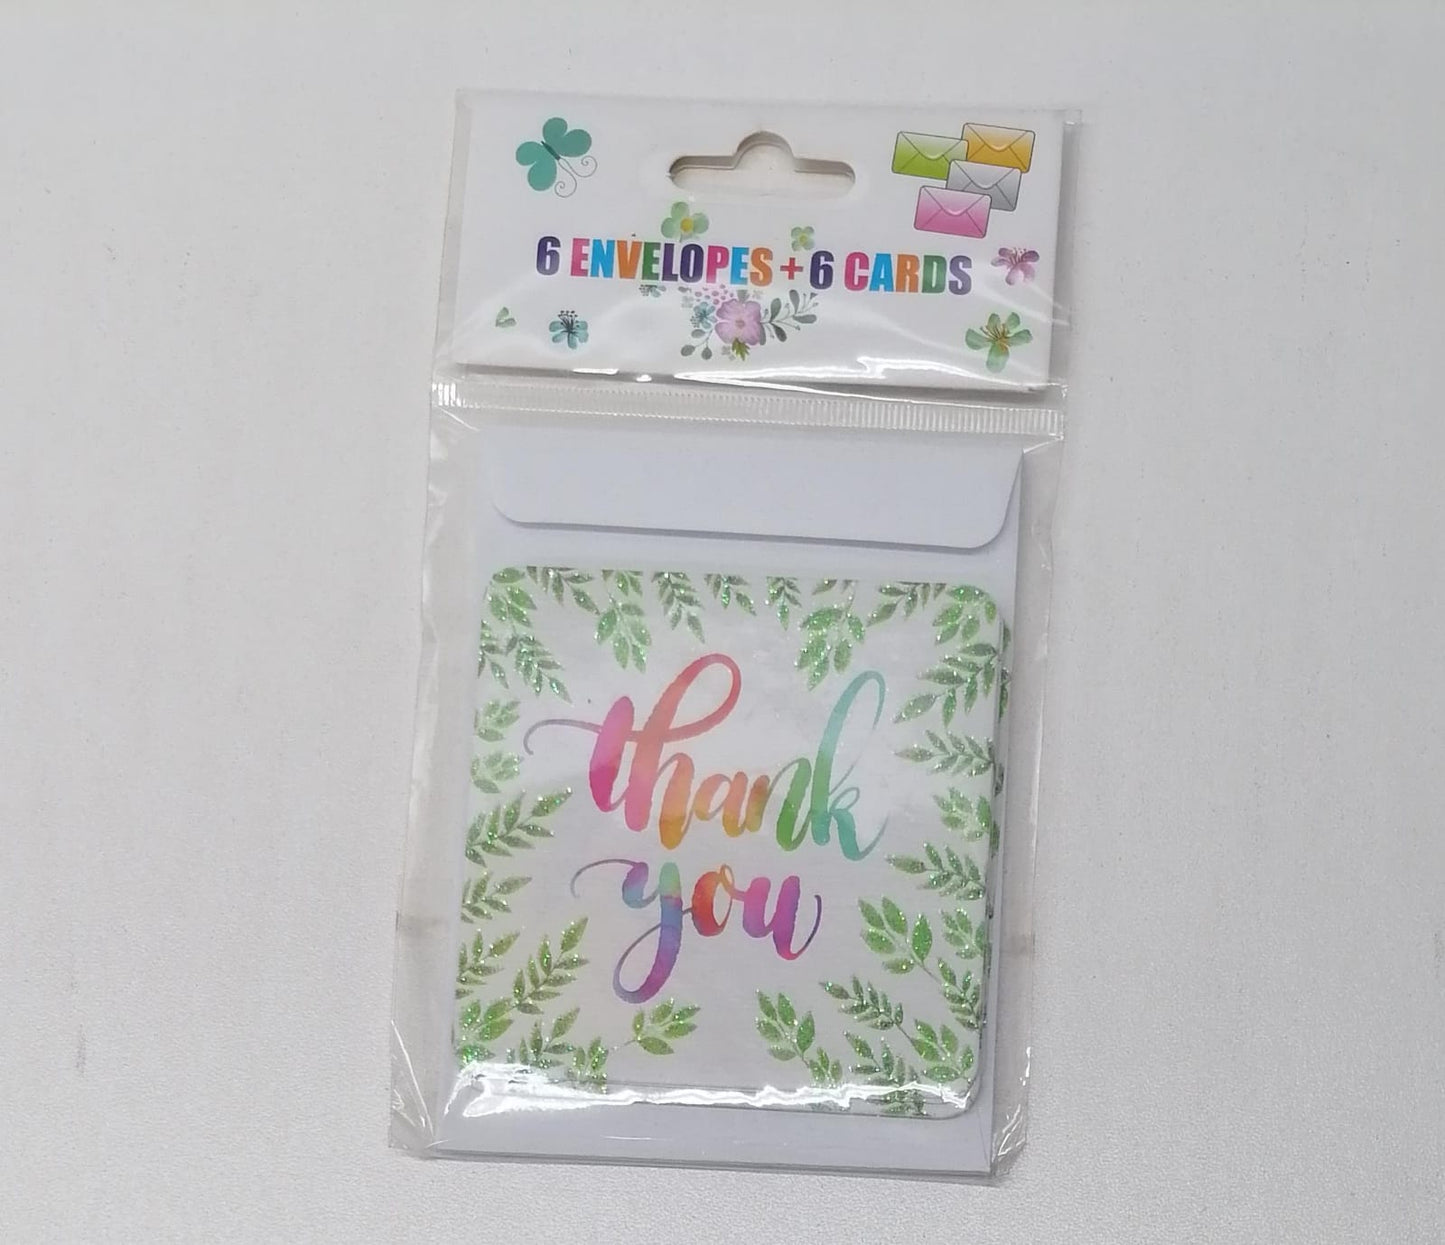 6 ENVELOPES + 6 CARDS
thank
you